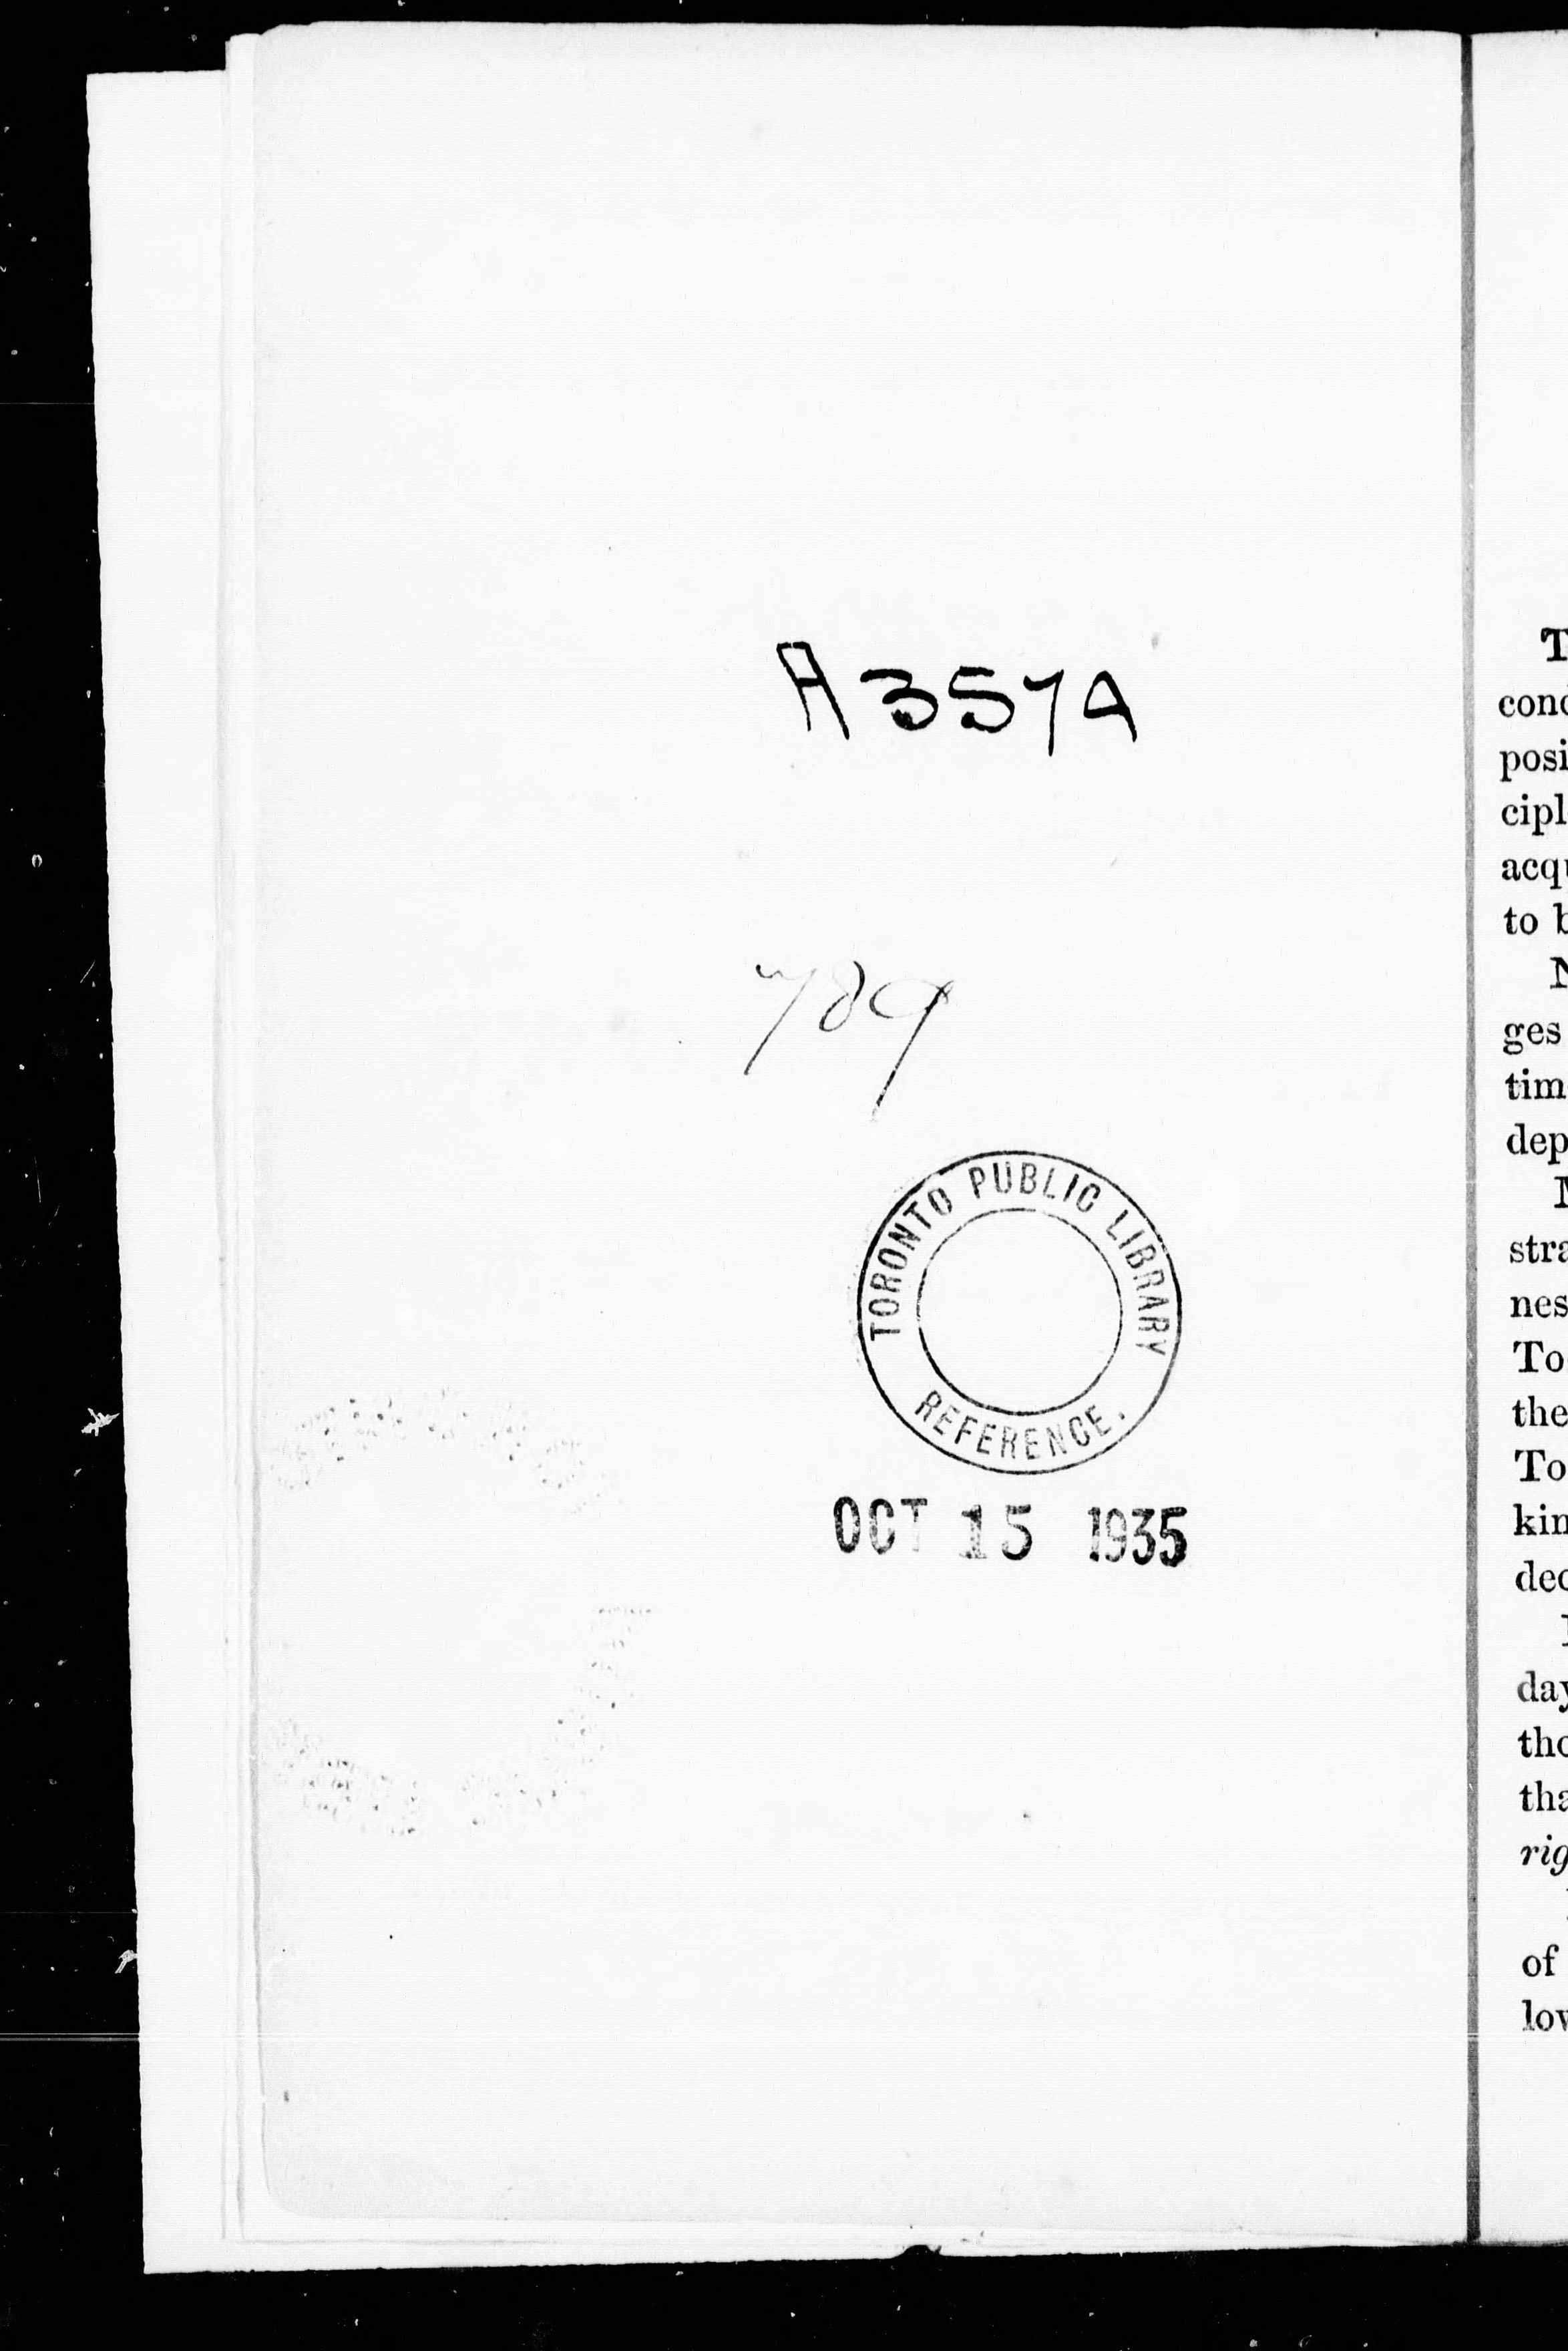 A3574
789
TORONTO PUBLIC LIBRARY
REFERENCE.
OCT 15 1935
T
cond
posi
cipl
acqu
to b
N
ges
tim
dep
stra
nes
To
the
To
kin
dec
day
tho
tha
rig
of
lov